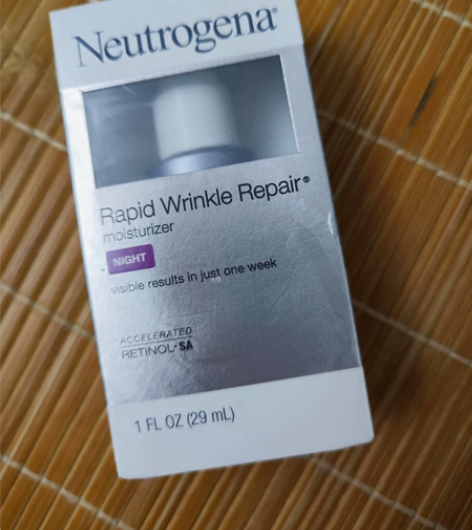 Neutrogena®
Rapid Wrinkle Repair®
moisturizer
NIGHT
visible results in just one week
ACCELERATED
RETINOL-SA
1 FL OZ (29 mL)